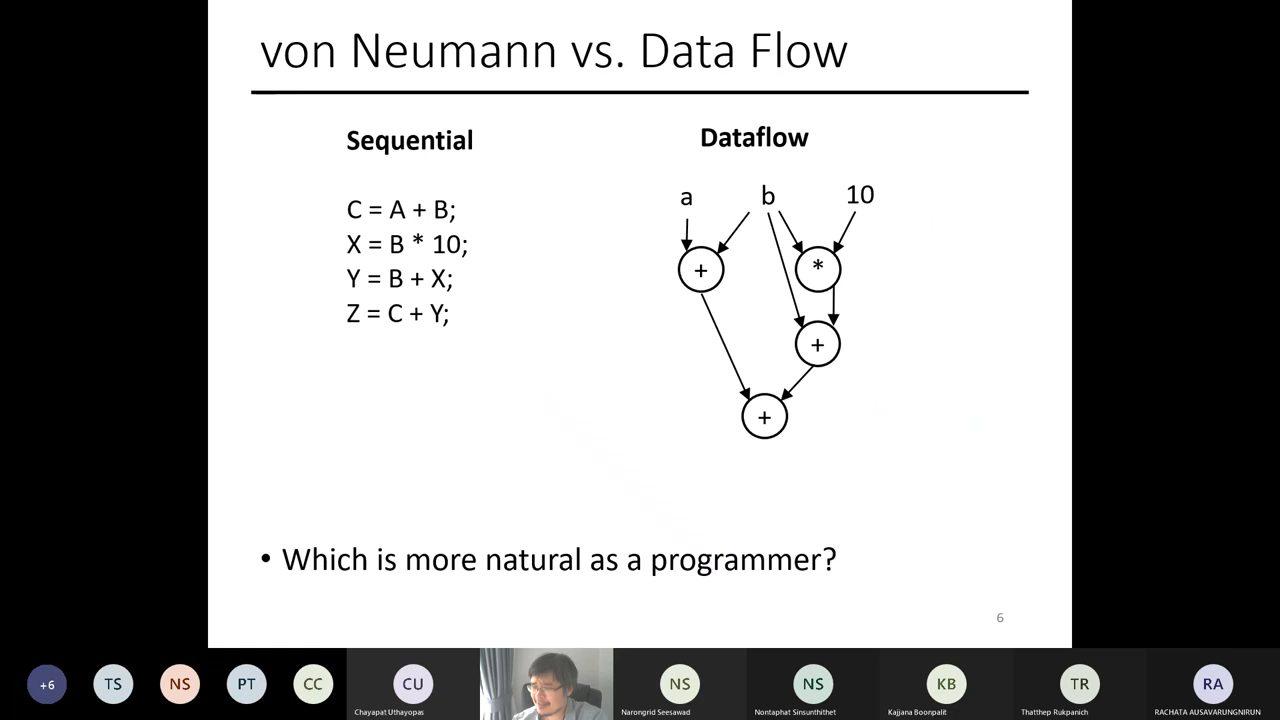 von Neumann vs. Data Flow
Sequential
C = A + B;
X = B * 10;
Y = B + X;
Z = C + Y;
Dataflow
a b 10
+ *
+
+
• Which is more natural as a programmer?
6
+6 TS NS PT CC CU NS NS KB TR RA
Chayapat Uthayopas Narongrid Seesawad Nontaphat Sinsunthithet Kajjana Boonpalit Thatthep Rukpanich RACHATA AUSAVARUNGNIRUN